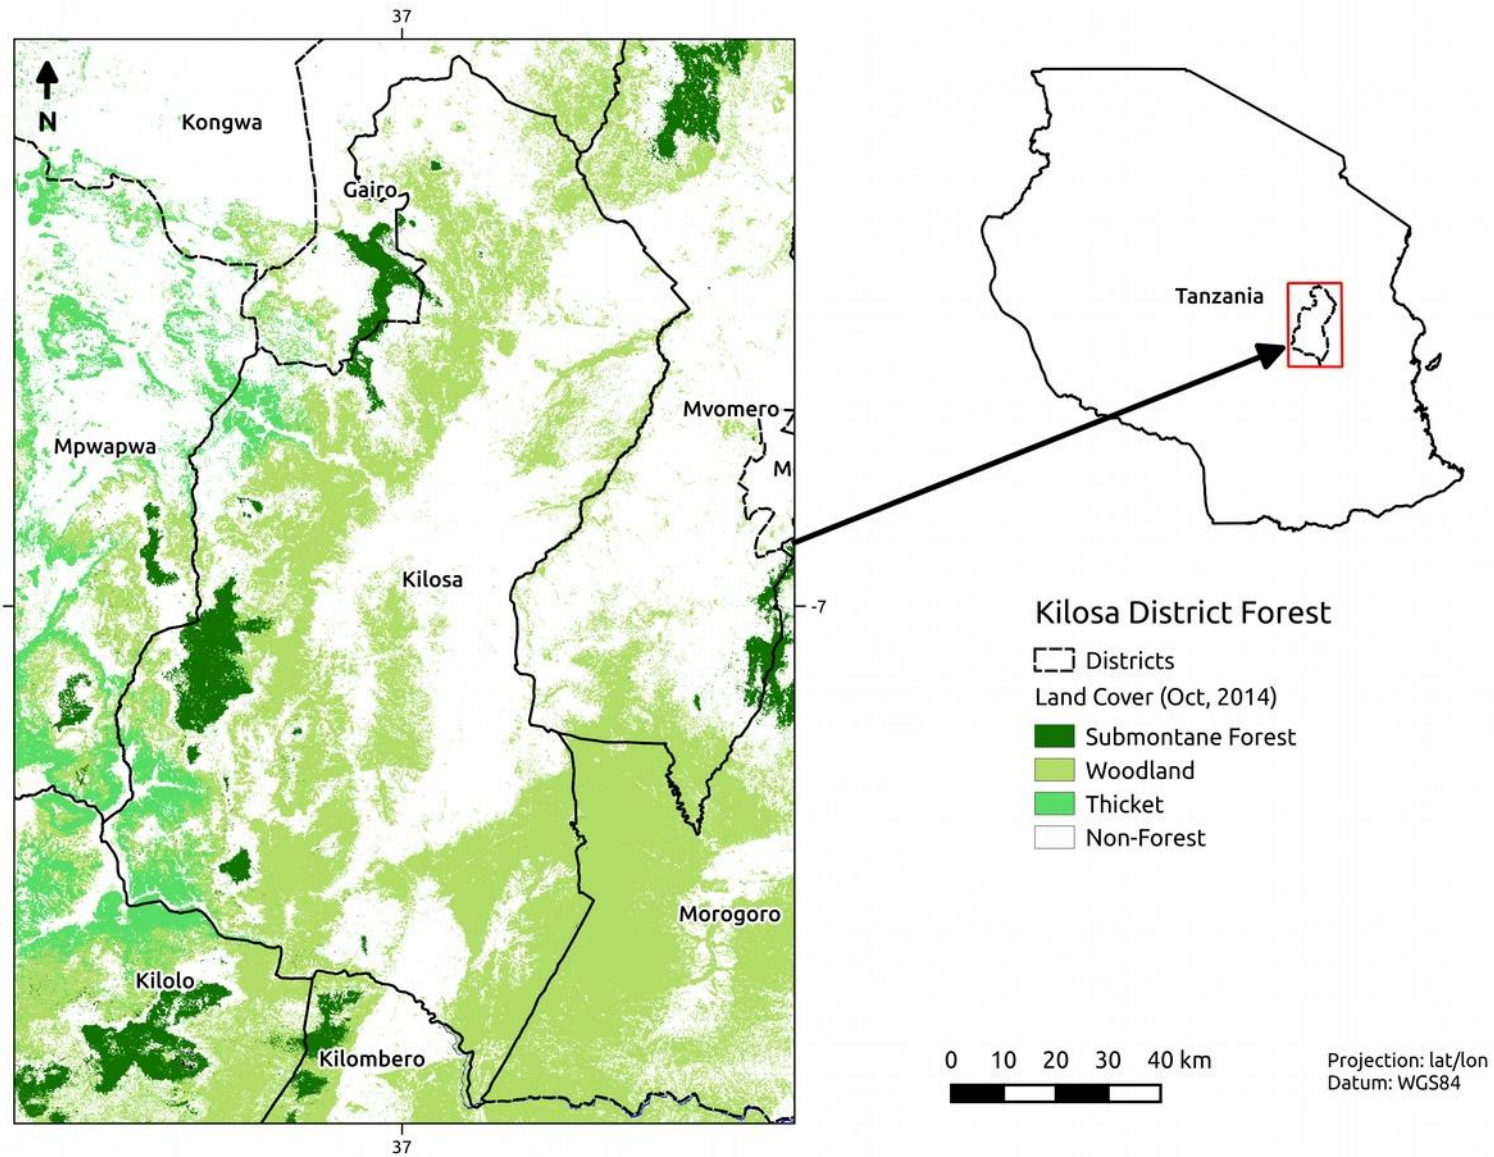 37
N
Kongwa
Gairo
Tanzania
Mvomero
Mpwapwa
M
Kilosa
-7
Kilosa District Forest
Districts
Land Cover (Oct, 2014)
Submontane Forest
Woodland
Thicket
Non-Forest
Morogoro
Kilolo
Kilombero
0 10 20 30 40 km
Projection: lat/lon
Datum: WGS84
37